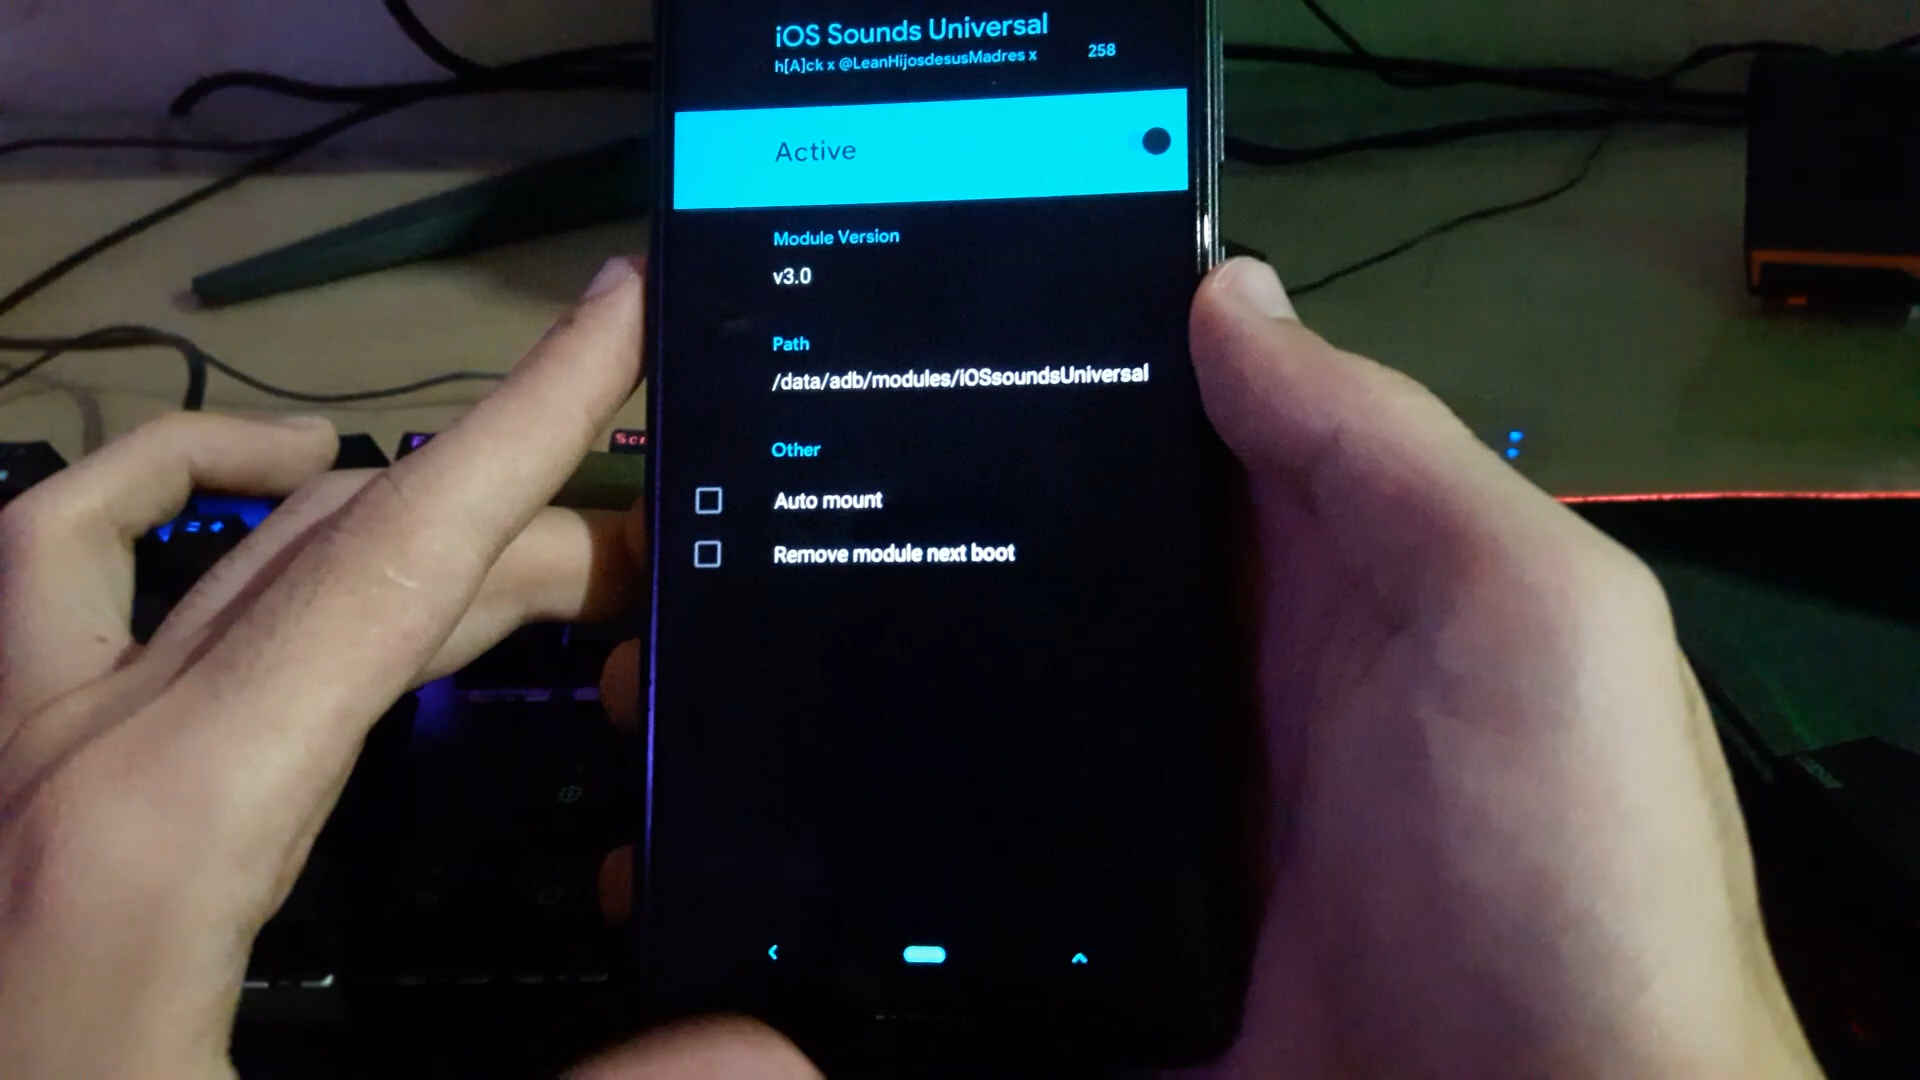 iOS Sounds Universal
h[A]ck x @LeanHijosdesusMadres x
258
Active
Module Version
v3.0
Path
/data/adb/modules/iOSsoundsUniversal
Other
Auto mount
Remove module next boot
Scr